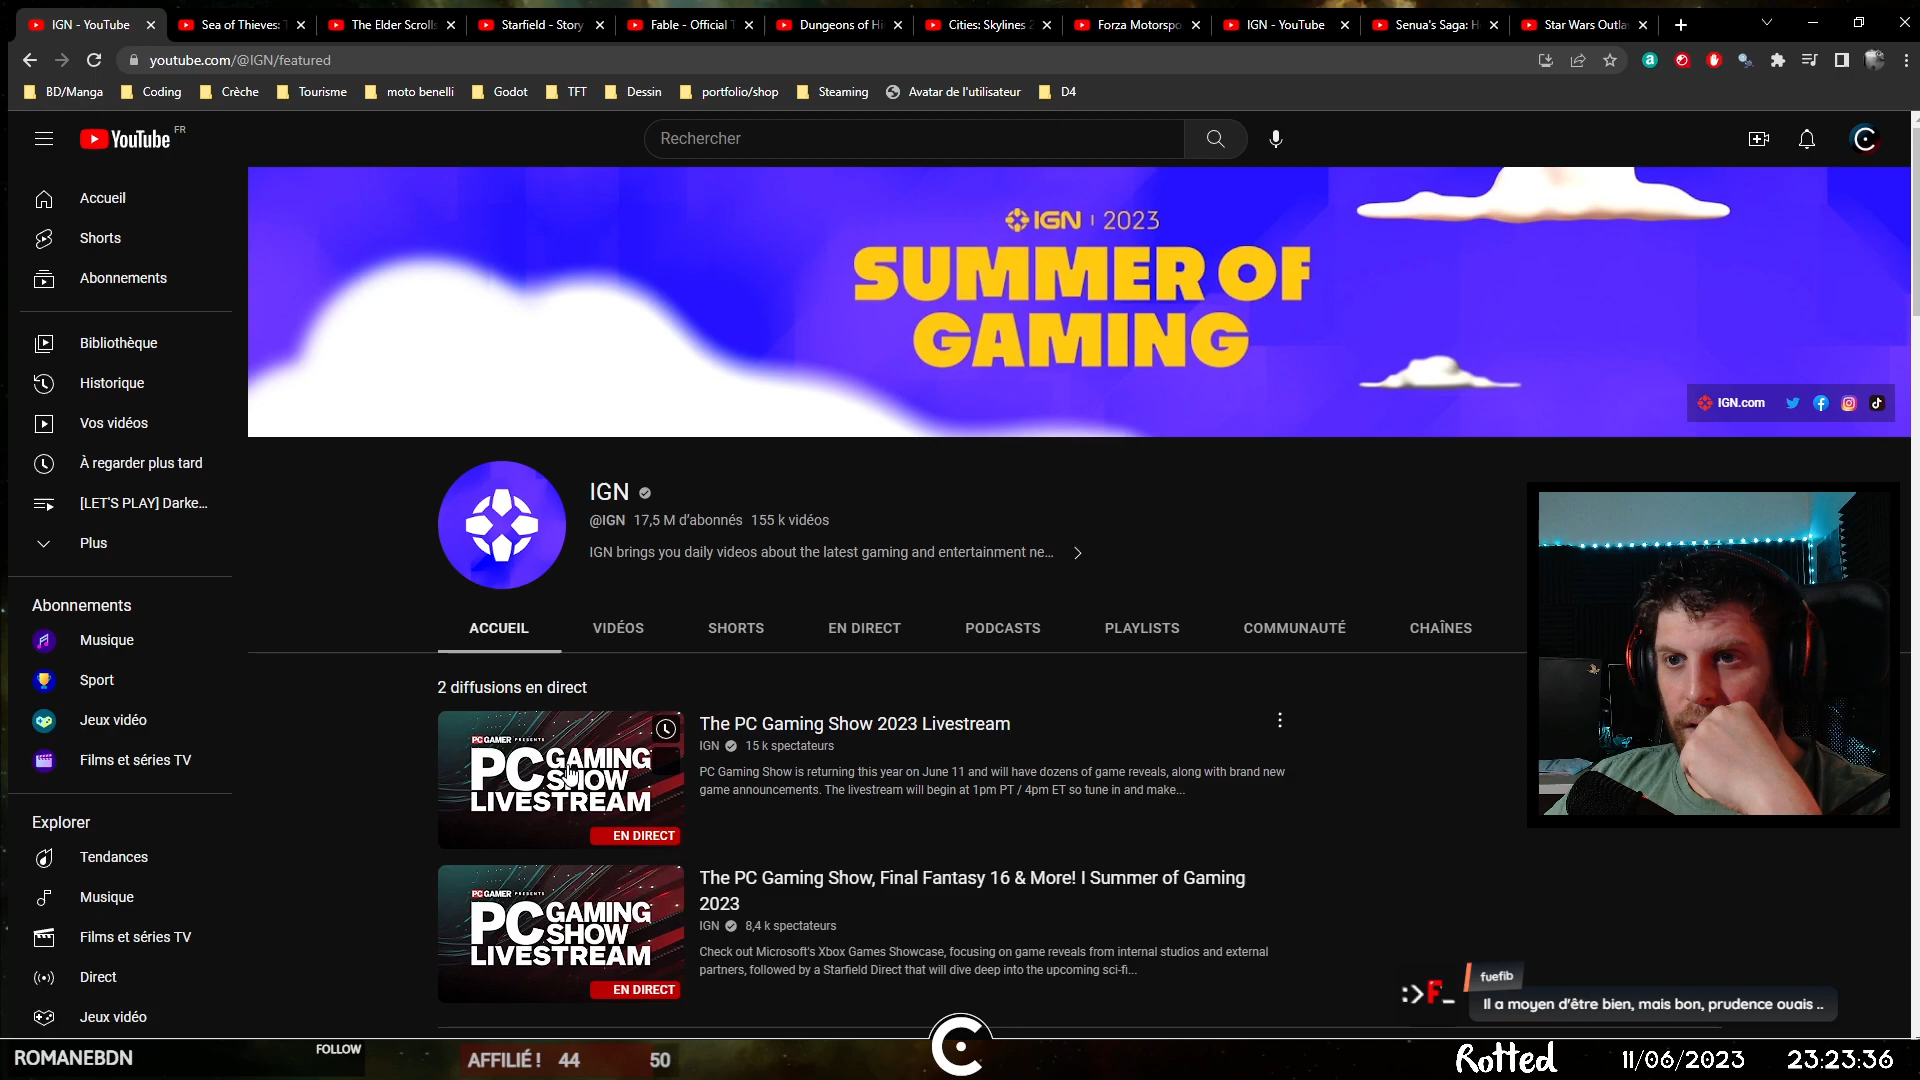 IGN - YouTube
Sea of Thieves:
The Elder Scrolls
Starfield - Story
Fable - Official T
Dungeons of Hi
Cities: Skylines 2
Forza Motorspo
IGN - YouTube
Senua's Saga: H
Star Wars Outla
youtube.com/@IGN/featured
BD/Manga
Coding
Crèche
Tourisme
moto benelli
Godot
TFT
Dessin
portfolio/shop
Steaming
Avatar de l'utilisateur
D4
YouTube FR
Rechercher
Accueil
Shorts
Abonnements
Bibliothèque
Historique
Vos vidéos
À regarder plus tard
[LET'S PLAY] Darke...
Plus
Abonnements
Musique
Sport
Jeux vidéo
Films et séries TV
Explorer
Tendances
Musique
Films et séries TV
Direct
Jeux vidéo
IGN 2023
SUMMER OF
GAMING
IGN.com
IGN
@IGN 17,5 M d'abonnés 155 k vidéos
IGN brings you daily videos about the latest gaming and entertainment ne...
ACCUEIL
VIDÉOS
SHORTS
EN DIRECT
PODCASTS
PLAYLISTS
COMMUNAUTÉ
CHAÎNES
2 diffusions en direct
PC GAMER PRESENTS
PC GAMING
SHOW
LIVESTREAM
EN DIRECT
The PC Gaming Show 2023 Livestream
IGN 15 k spectateurs
PC Gaming Show is returning this year on June 11 and will have dozens of game reveals, along with brand new
game announcements. The livestream will begin at 1pm PT / 4pm ET so tune in and make...
PC GAMER PRESENTS
PC GAMING
SHOW
LIVESTREAM
EN DIRECT
The PC Gaming Show, Final Fantasy 16 & More! I Summer of Gaming
2023
IGN 8,4 k spectateurs
Check out Microsoft's Xbox Games Showcase, focusing on game reveals from internal studios and external
partners, followed by a Starfield Direct that will dive deep into the upcoming sci-fi...
fuefib
:>F_
Il a moyen d'être bien, mais bon, prudence ouais ..
ROMANEBDN
FOLLOW
AFFILIÉ ! 44 50
Rotted
11/06/2023
23:23:36